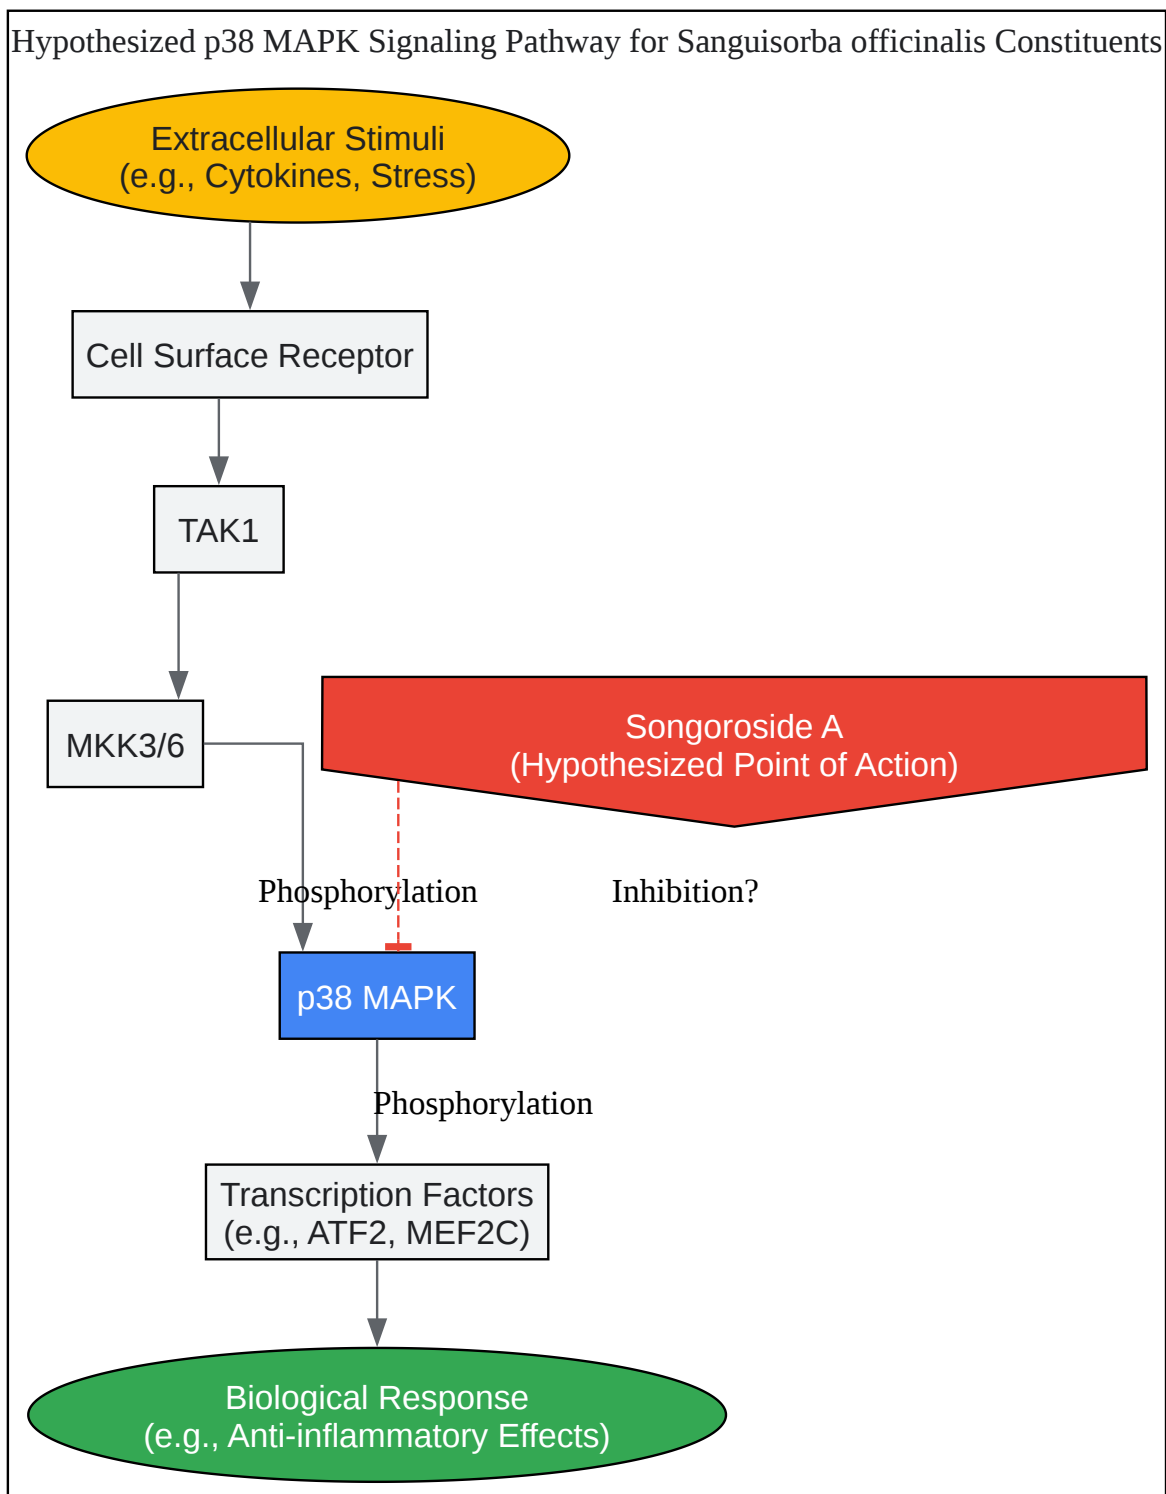 Hypothesized p38 MAPK Signaling Pathway for Sanguisorba officinalis Constituents
Extracellular Stimuli
(e.g., Cytokines, Stress)
Cell Surface Receptor
TAK1
MKK3/6
Songoroside A
(Hypothesized Point of Action)
Phosphorylation
Inhibition?
p38 MAPK
Phosphorylation
Transcription Factors
(e.g., ATF2, MEF2C)
Biological Response
(e.g., Anti-inflammatory Effects)